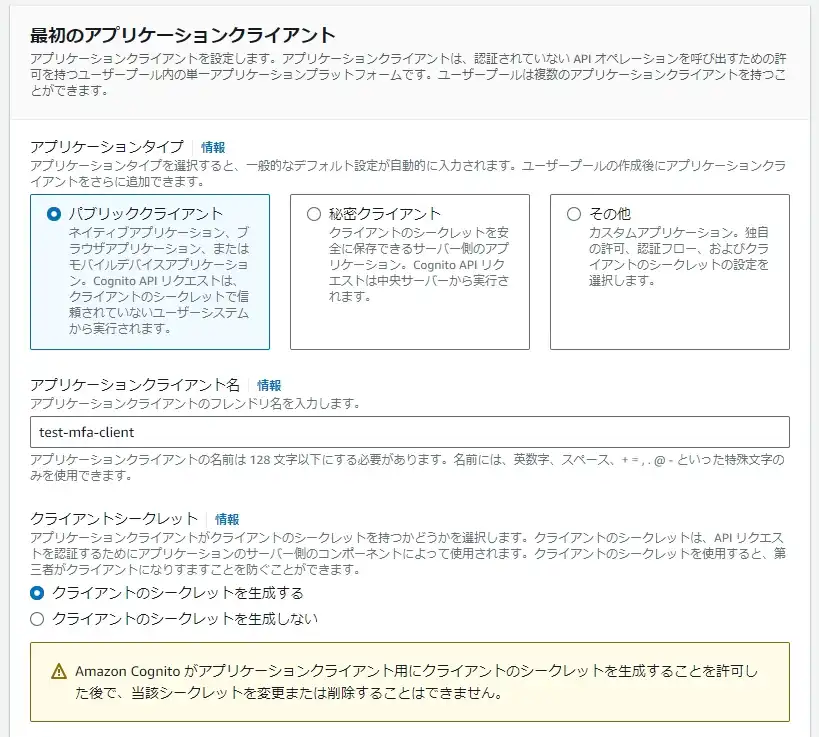 最初のアプリケーションクライアント
アプリケーションクライアントを設定します。アプリケーションクライアントは、認証されていない API オペレーションを呼び出すための許
可を持つユーザープール内の単一アプリケーションプラットフォームです。ユーザープールは複数のアプリケーションクライアントを持つこ
とができます。
アプリケーションタイプ 情報
アプリケーションタイプを選択すると、一般的なデフォルト設定が自動的に入力されます。ユーザープールの作成後にアプリケーションクラ
イアントをさらに追加できます。
パブリッククライアント
ネイティブアプリケーション、ブ
ラウザアプリケーション、または
モバイルデバイスアプリケーショ
ン。Cognito API リクエストは、
クライアントのシークレットで信
頼されていないユーザーシステム
から実行されます。
秘密クライアント
クライアントのシークレットを安
全に保存できるサーバー側のアプ
リケーション。Cognito API リク
エストは中央サーバーから実行さ
れます。
その他
カスタムアプリケーション。独自
の許可、認証フロー、およびクラ
イアントのシークレットの設定を
選択します。
アプリケーションクライアント名 情報
アプリケーションクライアントのフレンドリ名を入力します。
test-mfa-client
アプリケーションクライアントの名前は 128 文字以下にする必要があります。名前には、英数字、スペース、+ = , . @ - といった特殊文字の
みを使用できます。
クライアントシークレット 情報
アプリケーションクライアントがクライアントのシークレットを持つかどうかを選択します。クライアントのシークレットは、API リクエス
トを認証するためにアプリケーションのサーバー側のコンポーネントによって使用されます。クライアントのシークレットを使用すると、第
三者がクライアントになりすますことを防ぐことができます。
クライアントのシークレットを生成する
クライアントのシークレットを生成しない
Amazon Cognito がアプリケーションクライアント用にクライアントのシークレットを生成することを許可し
た後で、当該シークレットを変更または削除することはできません。